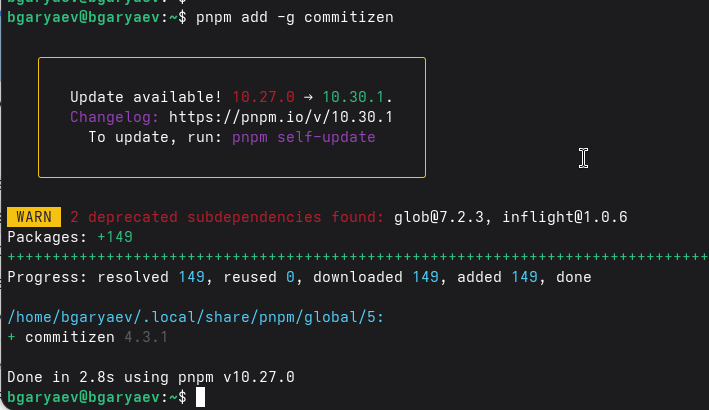 bgaryaev@bgaryaev:~$ pnpm add -g commitizen
Update available! 10.27.0 → 10.30.1.
Changelog: https://pnpm.io/v/10.30.1
To update, run: pnpm self-update
WARN 2 deprecated subdependencies found: glob@7.2.3, inflight@1.0.6
Packages: +149
++++++++++++++++++++++++++++++++++++++++++++++++++++++++++++++++++++++++++++++++++++++
Progress: resolved 149, reused 0, downloaded 149, added 149, done
/home/bgaryaev/.local/share/pnpm/global/5:
+ commitizen 4.3.1
Done in 2.8s using pnpm v10.27.0
bgaryaev@bgaryaev:~$